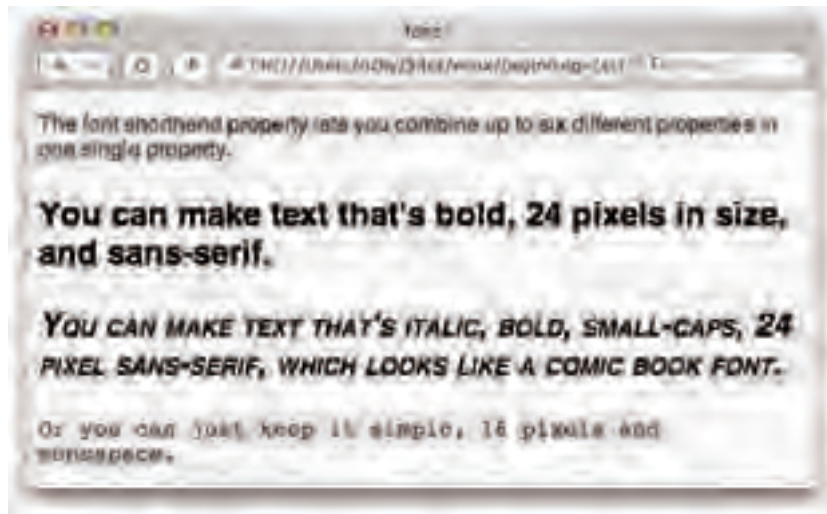 The font shorthand property lets you combine up to six different properties in
one single property.
You can make text that's bold, 24 pixels in size,
and sans-serif.
YOU CAN MAKE TEXT THAT'S ITALIC, BOLD, SMALL-CAPS, 24
PIXEL SANS-SERIF, WHICH LOOKS LIKE A COMIC BOOK FONT.
Or you can just keep it simple, 16 pixels and
monospace.